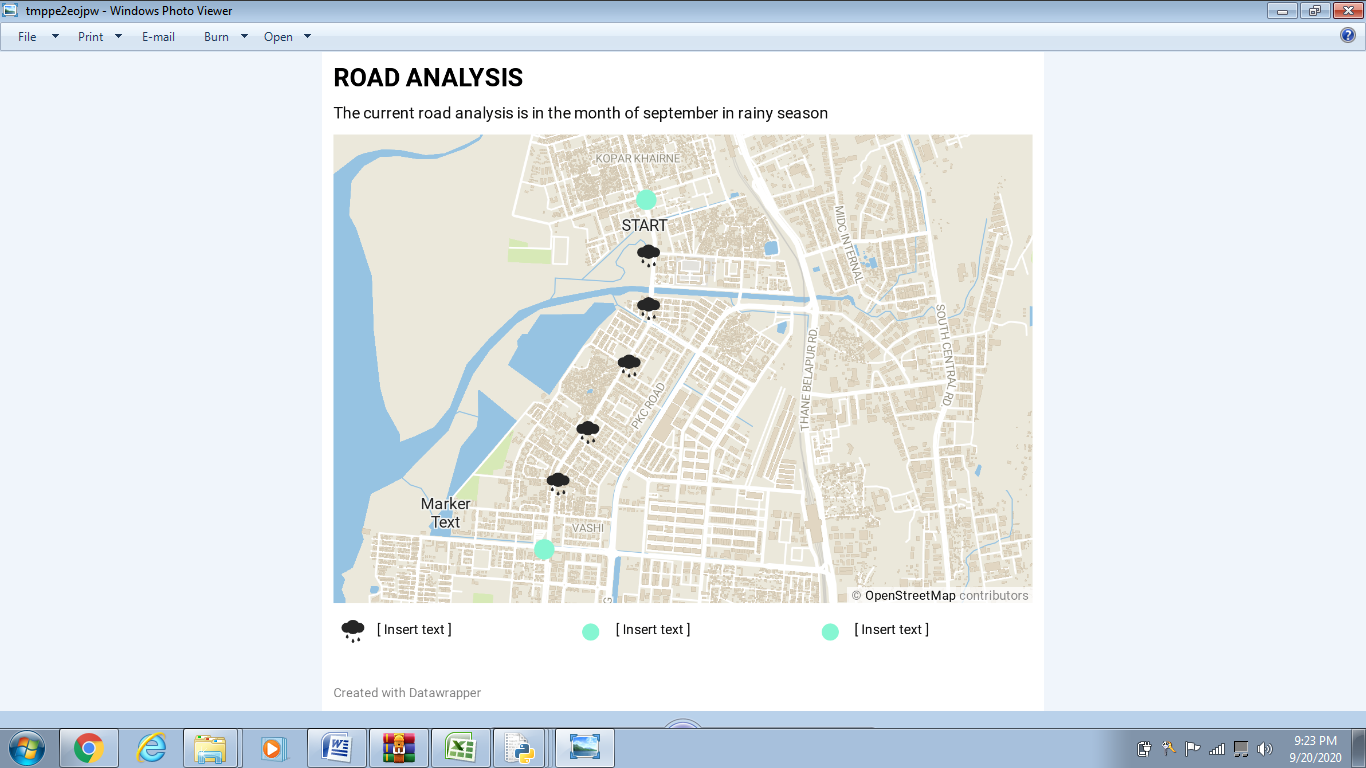 tmppe2eojpw - Windows Photo Viewer
File Print E-mail Burn Open
ROAD ANALYSIS
The current road analysis is in the month of september in rainy season
KOPAR KHAIRNE
START
MIDC INTERNAL
SOUTH CENTRAL RD
THANE BELAPUR RD.
PKC ROAD
Marker
Text
VASHI
G
© OpenStreetMap contributors
[ Insert text ] [ Insert text ] [ Insert text ]
Created with Datawrapper
9:23 PM
9/20/2020